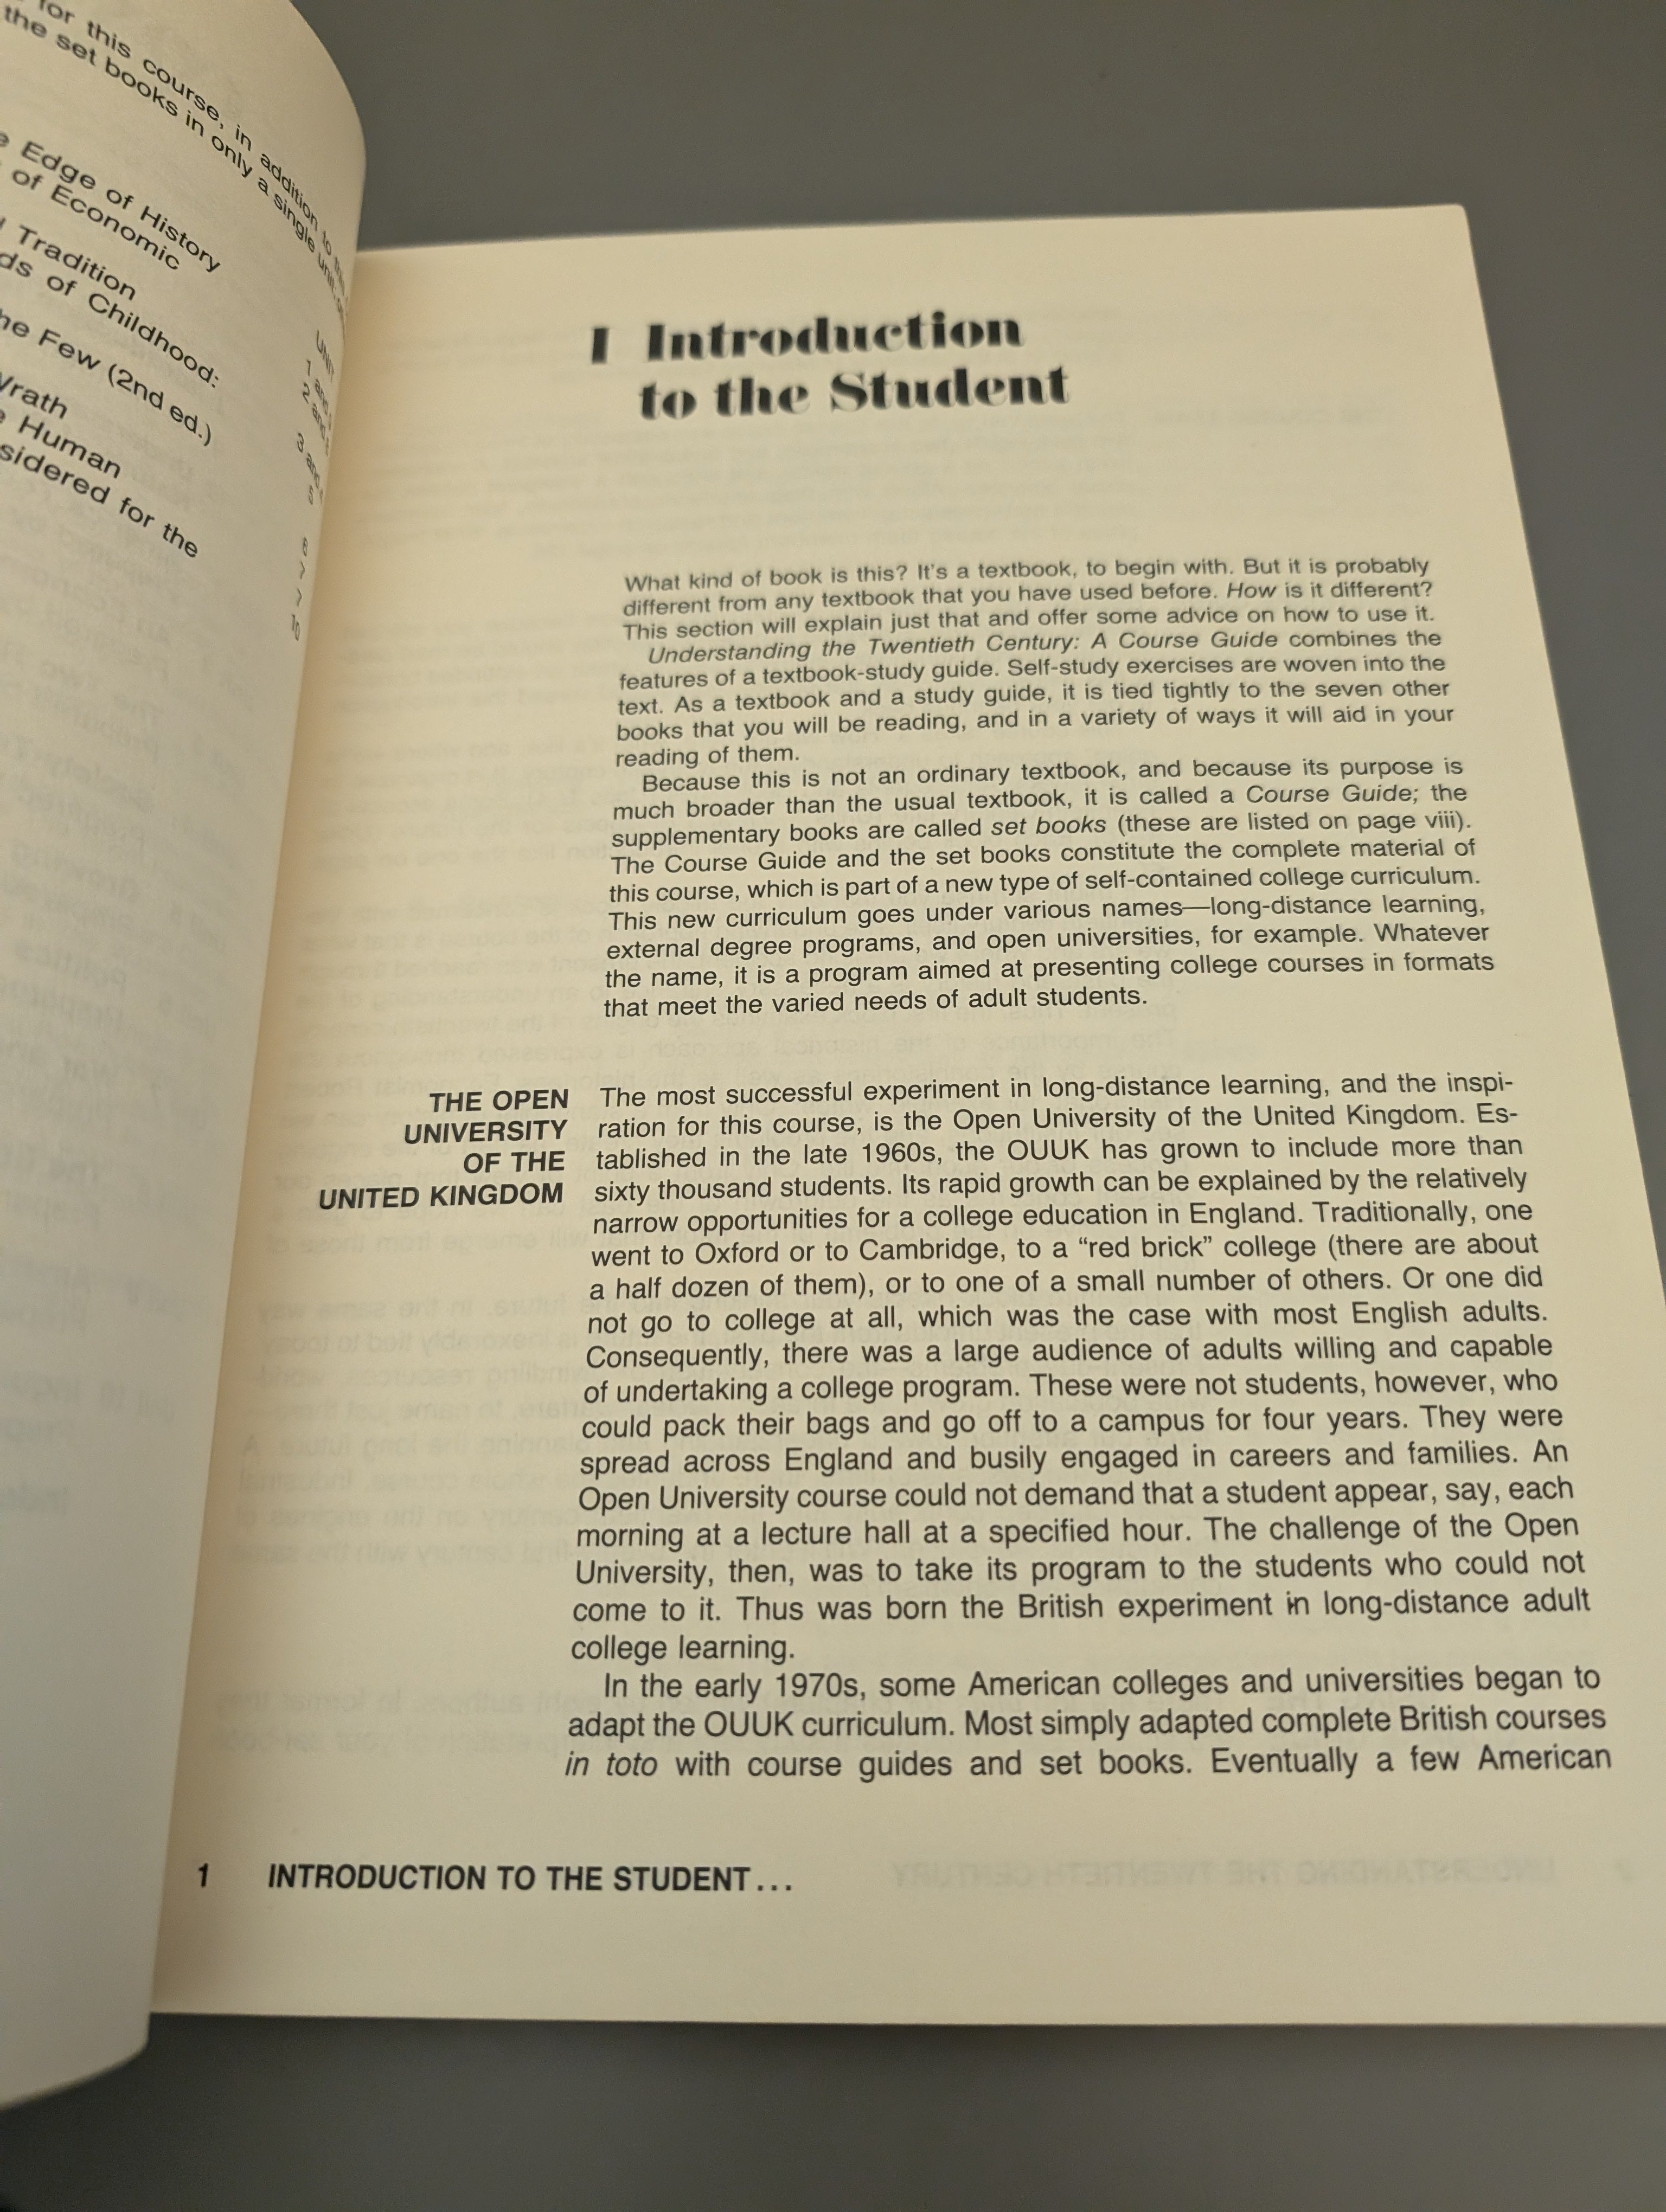 for this course, in addition to
the set books in only a single unit
Edge of History
of Economic
Tradition
of Childhood:
Few (2nd ed.)
Human
for the
UNIT
1
2
3
5
10
I Introduction
to the Student
What kind of book is this? It's a textbook, to begin with. But it is probably
different from any textbook that you have used before. How is it different?
This section will explain just that and offer some advice on how to use it.
Understanding the Twentieth Century: A Course Guide combines the
features of a textbook-study guide. Self-study exercises are woven into the
text. As a textbook and a study guide, it is tied tightly to the seven other
books that you will be reading, and in a variety of ways it will aid in your
reading of them.
Because this is not an ordinary textbook, and because its purpose is
much broader than the usual textbook, it is called a Course Guide; the
supplementary books are called set books (these are listed on page viii).
The Course Guide and the set books constitute the complete material of
this course, which is part of a new type of self-contained college curriculum.
This new curriculum goes under various names—long-distance learning,
external degree programs, and open universities, for example. Whatever
the name, it is a program aimed at presenting college courses in formats
that meet the varied needs of adult students.
THE OPEN
UNIVERSITY
OF THE
UNITED KINGDOM
The most successful experiment in long-distance learning, and the inspi-
ration for this course, is the Open University of the United Kingdom. Es-
tablished in the late 1960s, the OUUK has grown to include more than
sixty thousand students. Its rapid growth can be explained by the relatively
narrow opportunities for a college education in England. Traditionally, one
went to Oxford or to Cambridge, to a “red brick” college (there are about
a half dozen of them), or to one of a small number of others. Or one did
not go to college at all, which was the case with most English adults.
Consequently, there was a large audience of adults willing and capable
of undertaking a college program. These were not students, however, who
could pack their bags and go off to a campus for four years. They were
spread across England and busily engaged in careers and families. An
Open University course could not demand that a student appear, say, each
morning at a lecture hall at a specified hour. The challenge of the Open
University, then, was to take its program to the students who could not
come to it. Thus was born the British experiment in long-distance adult
college learning.
In the early 1970s, some American colleges and universities began to
adapt the OUUK curriculum. Most simply adapted complete British courses
in toto with course guides and set books. Eventually a few American
1 INTRODUCTION TO THE STUDENT...